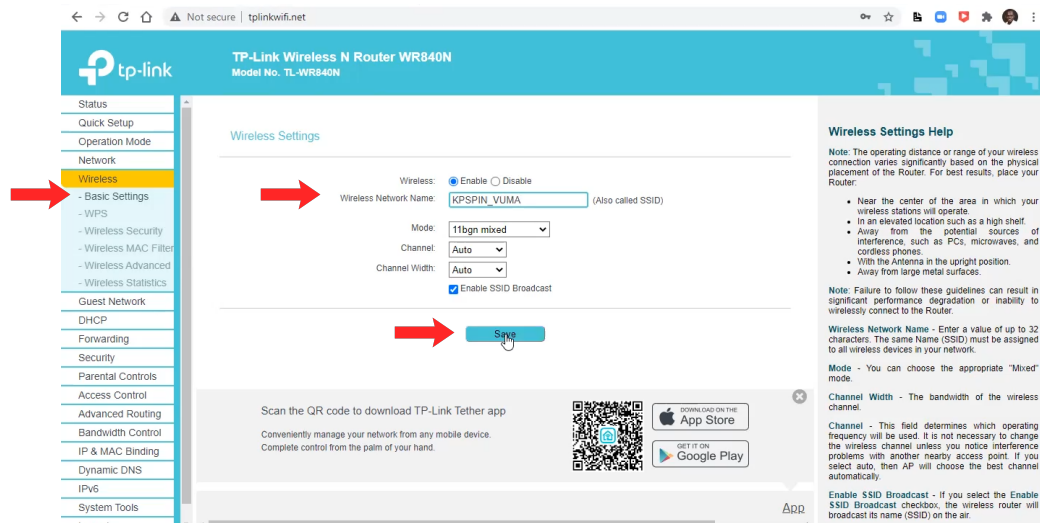 Not secure | tplinkwifi.net
tp-link
TP-Link Wireless N Router WR840N
Model No. TL-WR840N
Status
Quick Setup
Operation Mode
Network
Wireless
- Basic Settings
- WPS
- Wireless Security
- Wireless MAC Filter
- Wireless Advanced
- Wireless Statistics
Guest Network
DHCP
Forwarding
Security
Parental Controls
Access Control
Advanced Routing
Bandwidth Control
IP & MAC Binding
Dynamic DNS
IPv6
System Tools
Wireless Settings
Wireless: Enable Disable
Wireless Network Name: KPSPIN_VUMA (Also called SSID)
Mode: 11bgn mixed
Channel: Auto
Channel Width: Auto
Enable SSID Broadcast
Save
Scan the QR code to download TP-Link Tether app
Conveniently manage your network from any mobile device.
Complete control from the palm of your hand.
DOWNLOAD ON THE
App Store
GET IT ON
Google Play
App
Wireless Settings Help
Note: The operating distance or range of your wireless
connection varies significantly based on the physical
placement of the Router. For best results, place your
Router:
• Near the center of the area in which your
wireless stations will operate.
• In an elevated location such as a high shelf.
• Away from the potential sources of
interference, such as PCs, microwaves, and
cordless phones.
• With the Antenna in the upright position.
• Away from large metal surfaces.
Note: Failure to follow these guidelines can result in
significant performance degradation or inability to
wirelessly connect to the Router.
Wireless Network Name - Enter a value of up to 32
characters. The same Name (SSID) must be assigned
to all wireless devices in your network.
Mode - You can choose the appropriate "Mixed"
mode.
Channel Width - The bandwidth of the wireless
channel.
Channel - This field determines which operating
frequency will be used. It is not necessary to change
the wireless channel unless you notice interference
problems with another nearby access point. If you
select auto, then AP will choose the best channel
automatically.
Enable SSID Broadcast - If you select the Enable
SSID Broadcast checkbox, the wireless router will
broadcast its name (SSID) on the air.